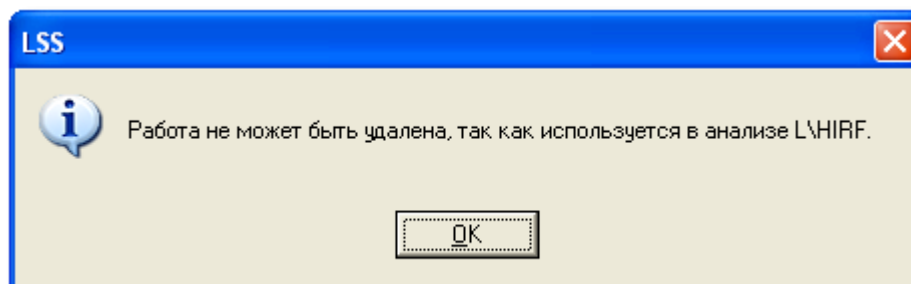 LSS
Работа не может быть удалена, так как используется в анализе L\HIRF.
OK